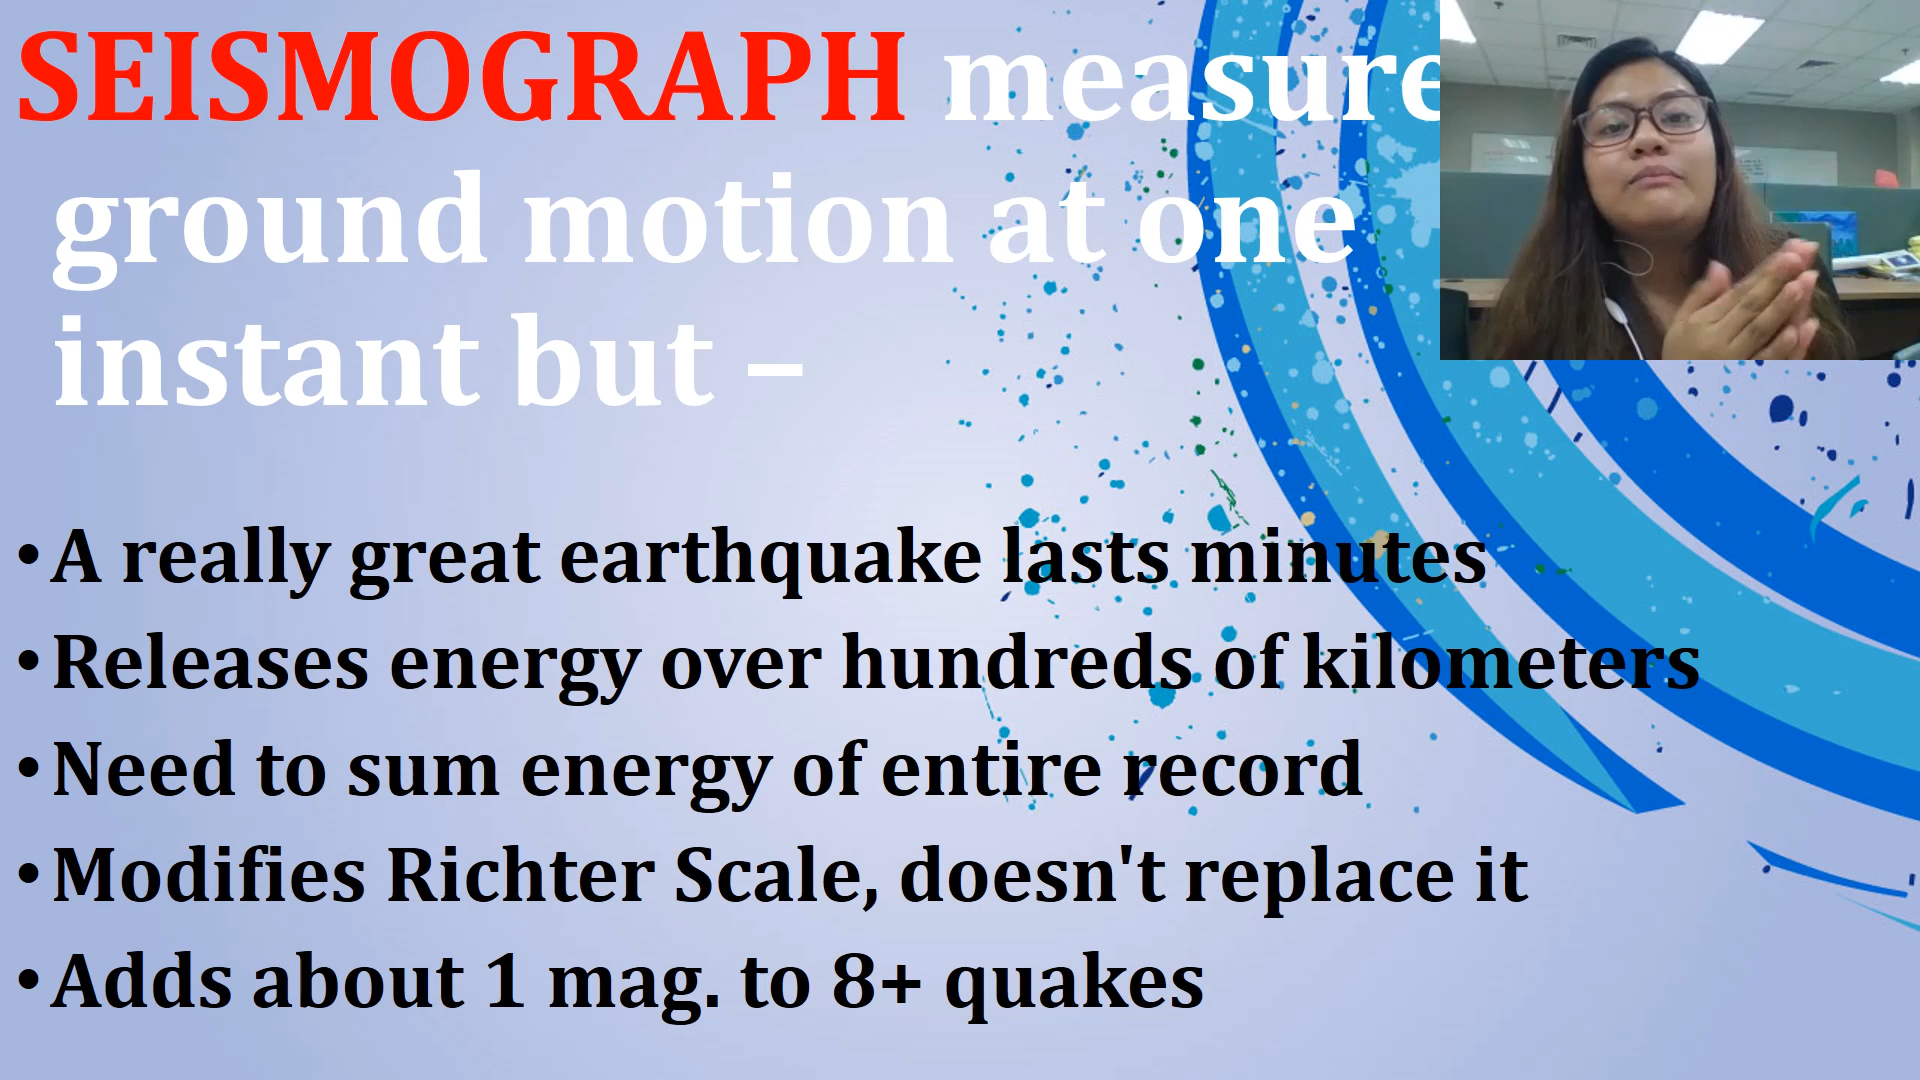 SEISMOGRAPH measure
ground motion at one
instant but –
• A really great earthquake lasts minutes
• Releases energy over hundreds of kilometers
• Need to sum energy of entire record
• Modifies Richter Scale, doesn't replace it
• Adds about 1 mag. to 8+ quakes